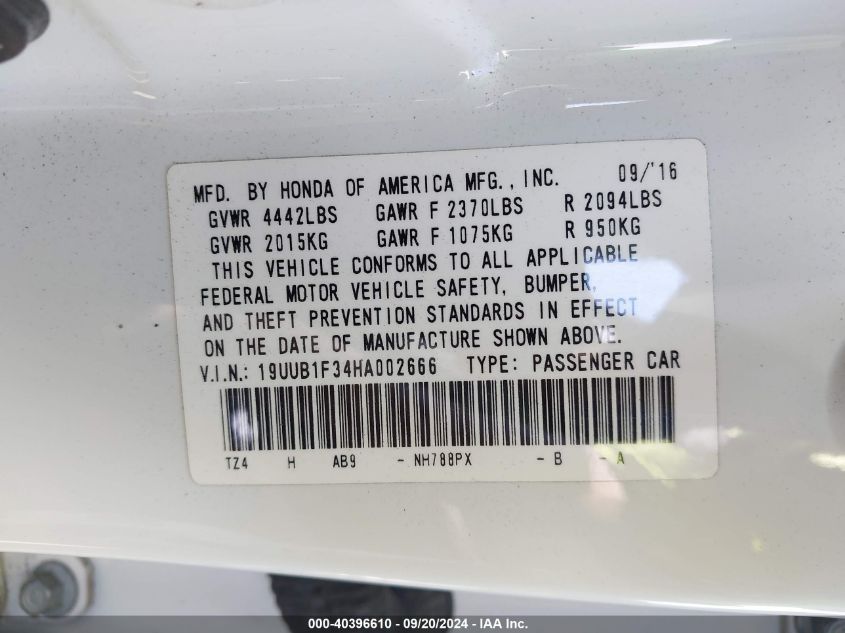 MFD. BY HONDA OF AMERICA MFG., INC. 09/'16
GVWR 4442LBS GAWR F 2370LBS R 2094LBS
GVWR 2015KG GAWR F 1075KG R 950KG
THIS VEHICLE CONFORMS TO ALL APPLICABLE
FEDERAL MOTOR VEHICLE SAFETY, BUMPER,
AND THEFT PREVENTION STANDARDS IN EFFECT
ON THE DATE OF MANUFACTURE SHOWN ABOVE.
V.I.N.: 19UUB1F34HA002666 TYPE: PASSENGER CAR
TZ4 H AB9 - NH788PX - B - A
000-40396610 - 09/20/2024 - IAA Inc.